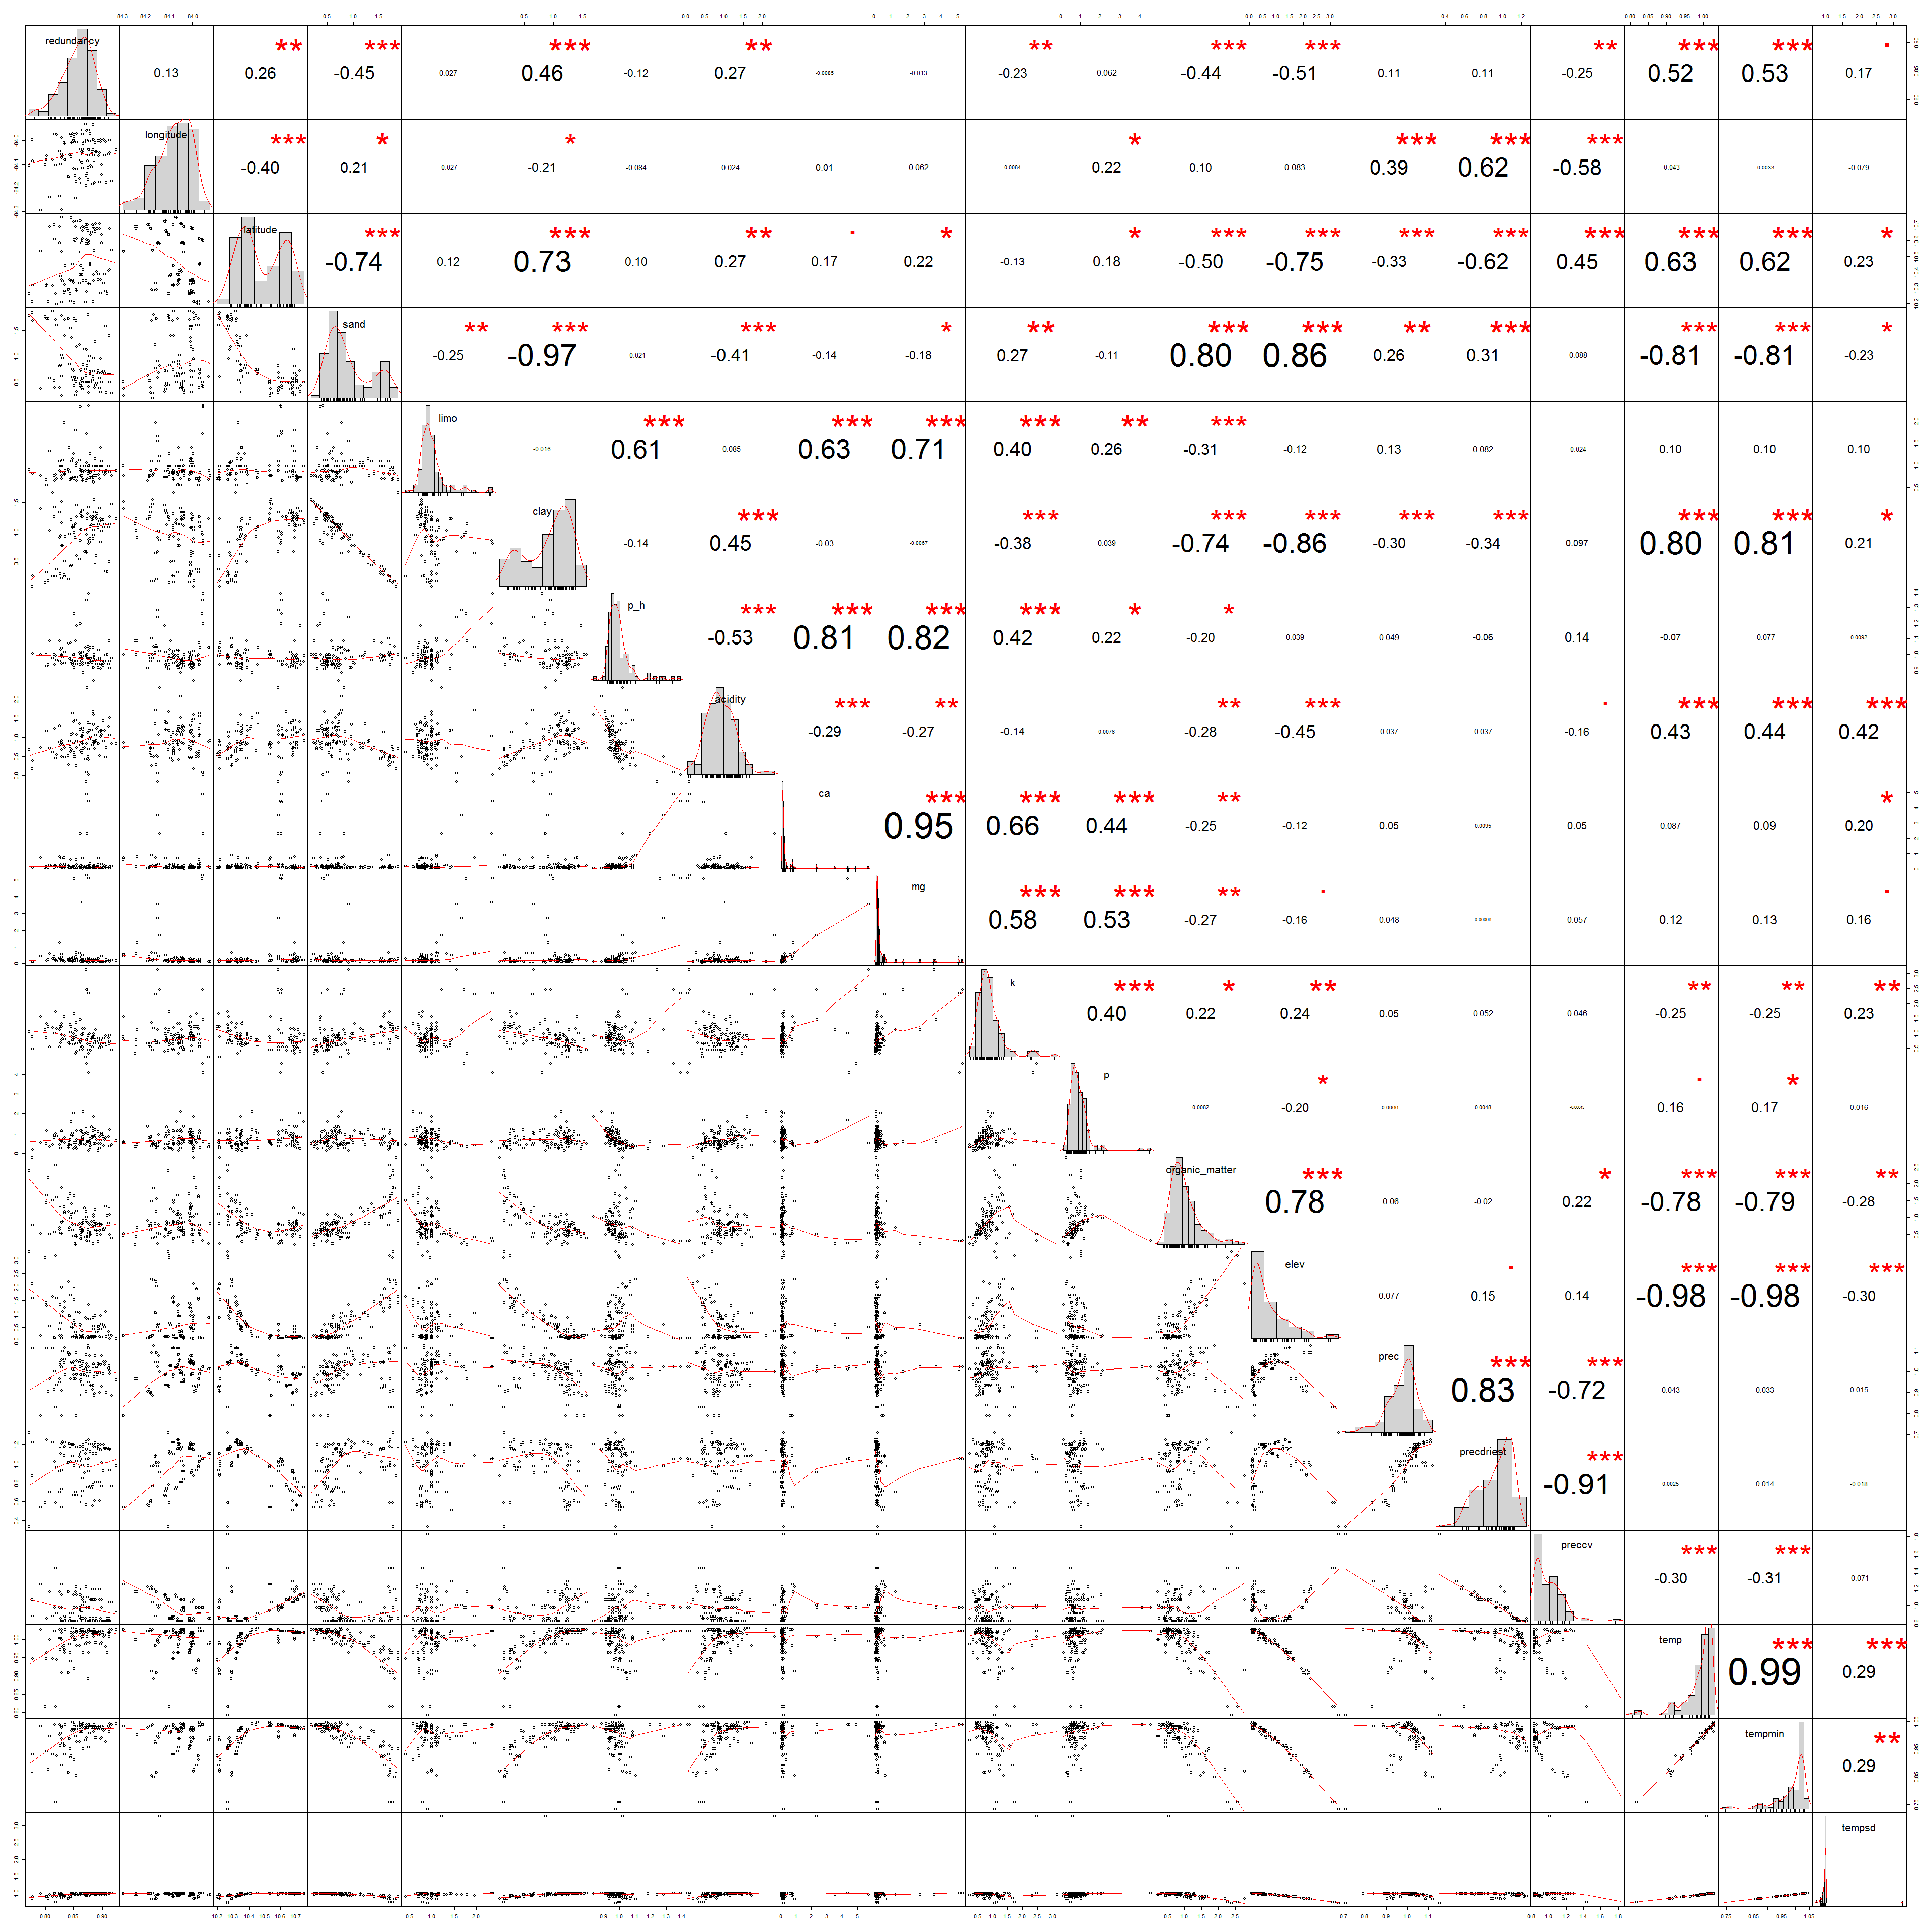 -84.3 -84.2 -84.1 -84.0 0.5 1.0 1.5 0.5 1.0 1.5 0.0 0.5 1.0 1.5 2.0 0 1 2 3 4 5 0 1 2 3 4 0.0 0.5 1.0 1.5 2.0 2.5 3.0 0.4 0.6 0.8 1.0 1.2 0.80 0.85 0.90 0.95 1.00 1.0 1.5 2.0 2.5 3.0
redundancy ** *** *** ** ** *** *** ** *** *** .
0.13 0.26 -0.45 0.027 0.46 -0.12 0.27 -0.013 -0.23 0.062 -0.44 -0.51 0.11 0.11 -0.25 0.52 0.53 0.17
longitude *** * * * *** *** ***
-0.40 0.21 -0.027 -0.21 -0.084 0.024 0.01 0.062 0.0084 0.22 0.10 0.083 0.39 0.62 -0.58 -0.043 -0.0033 -0.079
latitude *** *** ** . * * *** *** *** *** *** *** *** *
-0.74 0.12 0.73 0.10 0.27 0.17 0.22 -0.13 0.18 -0.50 -0.75 -0.33 -0.62 0.45 0.63 0.62 0.23
sand ** *** *** * ** *** *** ** *** *** *** *
-0.25 -0.97 -0.021 -0.41 -0.14 -0.18 0.27 -0.11 0.80 0.86 0.26 0.31 -0.088 -0.81 -0.81 -0.23
limo *** *** *** *** ** ***
-0.016 0.61 -0.085 0.63 0.71 0.40 0.26 -0.31 -0.12 0.13 0.082 -0.024 0.10 0.10 0.10
clay *** *** *** *** *** *** *** *** *
-0.14 0.45 -0.03 -0.0067 -0.38 0.039 -0.74 -0.86 -0.30 -0.34 0.097 0.80 0.81 0.21
p_h *** *** *** *** * *
-0.53 0.81 0.82 0.42 0.22 -0.20 0.039 0.049 -0.06 0.14 -0.07 -0.077 0.0092
acidity *** ** ** *** . *** *** ***
-0.29 -0.27 -0.14 0.0076 -0.28 -0.45 0.037 0.037 -0.16 0.43 0.44 0.42
ca *** *** *** ** *
0.95 0.66 0.44 -0.25 -0.12 0.05 0.0095 0.05 0.087 0.09 0.20
mg *** *** ** . .
0.58 0.53 -0.27 -0.16 0.048 0.057 0.12 0.13 0.16
k *** * ** ** ** **
0.40 0.22 0.24 0.05 0.052 0.046 -0.25 -0.25 0.23
p * . *
0.0082 -0.20 -0.0066 0.0048 0.16 0.17 0.016
organic_matter *** * *** *** **
0.78 -0.06 -0.02 0.22 -0.78 -0.79 -0.28
elev . *** *** ***
0.077 0.15 0.14 -0.98 -0.98 -0.30
prec *** ***
0.83 -0.72 0.043 0.033 0.015
precdriest ***
-0.91 0.0025 0.014 -0.018
preccv *** ***
-0.30 -0.31 -0.071
temp *** ***
0.99 0.29
tempmin **
0.29
tempsd
0.80 0.85 0.90 10.2 10.3 10.4 10.5 10.6 10.7 0.5 1.0 1.5 2.0 0.9 1.0 1.1 1.2 1.3 1.4 0 1 2 3 4 5 0.5 1.0 1.5 2.0 2.5 3.0 0.5 1.0 1.5 2.0 2.5 0.7 0.8 0.9 1.0 1.1 0.8 1.0 1.2 1.4 1.6 1.8 0.75 0.85 0.95 1.05